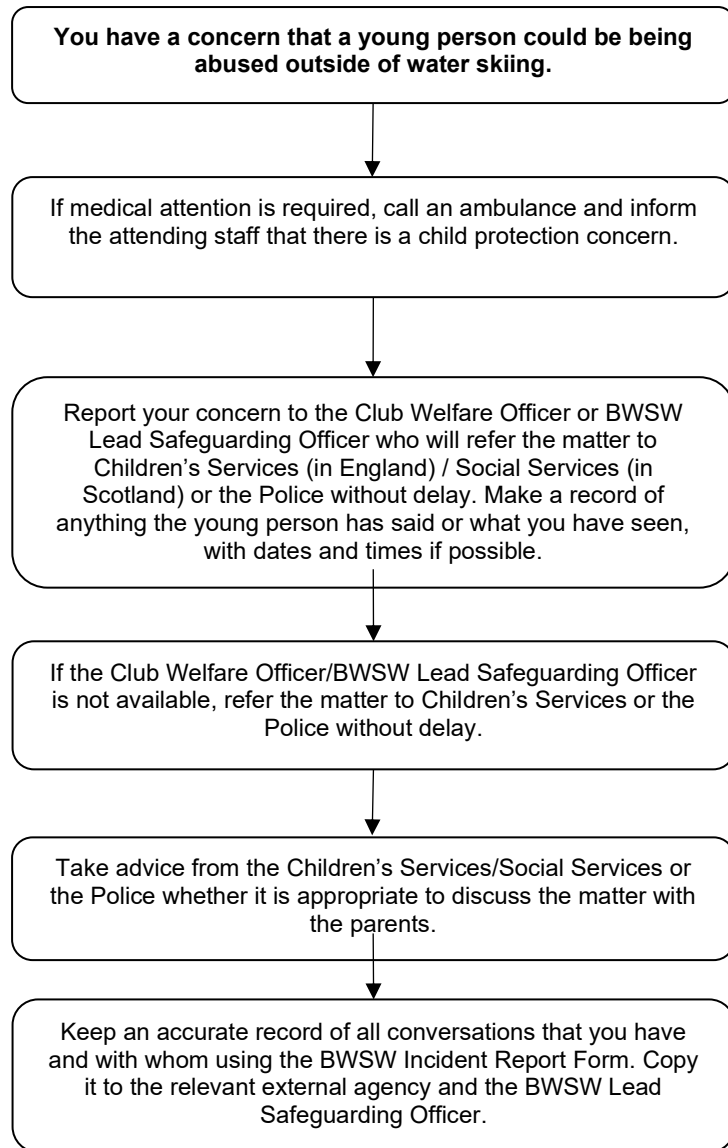 You have a concern that a young person could be being
abused outside of water skiing.
If medical attention is required, call an ambulance and inform
the attending staff that there is a child protection concern.
Report your concern to the Club Welfare Officer or BWSW
Lead Safeguarding Officer who will refer the matter to
Children’s Services (in England) / Social Services (in
Scotland) or the Police without delay. Make a record of
anything the young person has said or what you have seen,
with dates and times if possible.
If the Club Welfare Officer/BWSW Lead Safeguarding Officer
is not available, refer the matter to Children’s Services or the
Police without delay.
Take advice from the Children’s Services/Social Services or
the Police whether it is appropriate to discuss the matter with
the parents.
Keep an accurate record of all conversations that you have
and with whom using the BWSW Incident Report Form. Copy
it to the relevant external agency and the BWSW Lead
Safeguarding Officer.